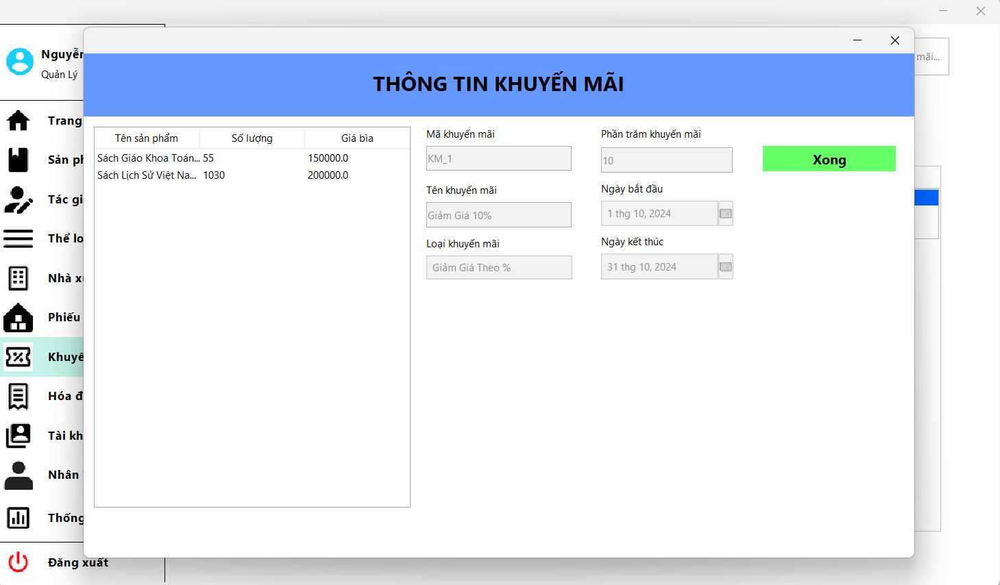 Nguyễn
Quản Lý
Trang
Sản ph
Tác gi
Thể lo
Nhà xu
Phiếu
Khuyế
Hóa đ
Tài kh
Nhân
Thống
Đăng xuất
mãi...
THÔNG TIN KHUYẾN MÃI
Tên sản phẩm Số lượng Giá bìa
Sách Giáo Khoa Toán... 55 150000.0
Sách Lịch Sử Việt Na... 1030 200000.0
Mã khuyến mãi
KM_1
Tên khuyến mãi
Giảm Giá 10%
Loại khuyến mãi
Giảm Giá Theo %
Phần trăm khuyến mãi
10
Ngày bắt đầu
1 thg 10, 2024
Ngày kết thúc
31 thg 10, 2024
Xong